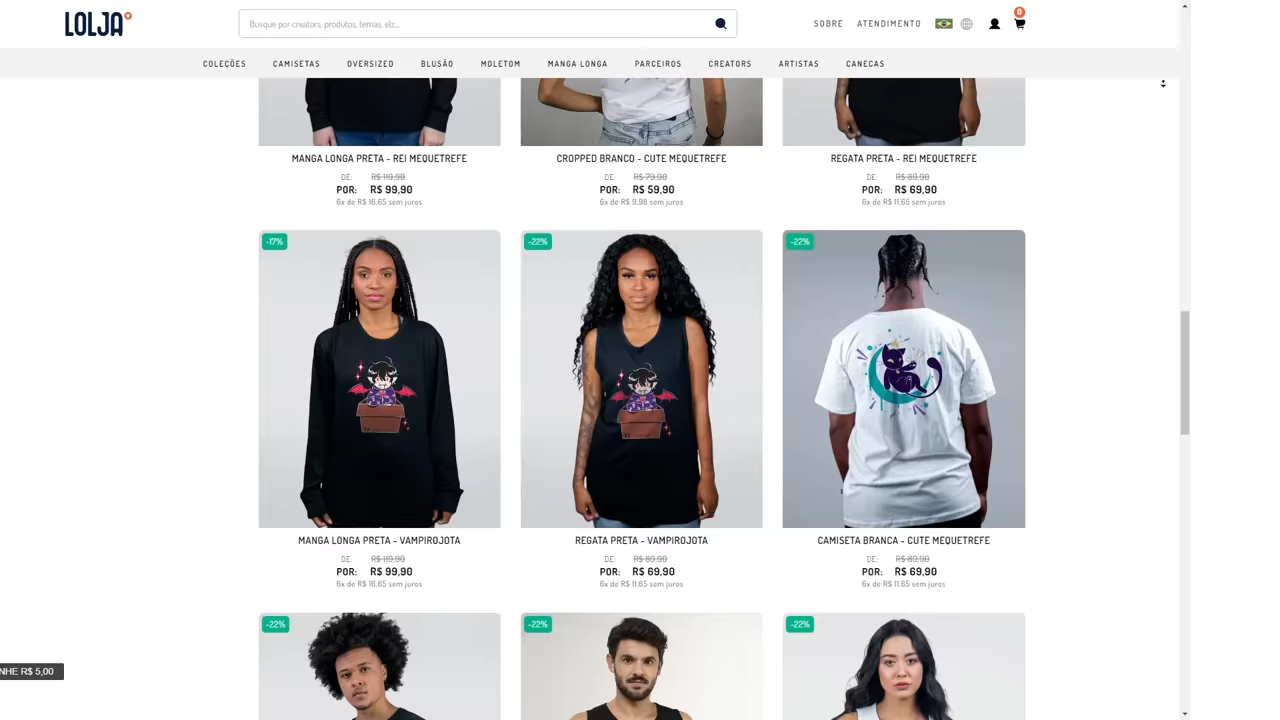 LOLJA
Busque por creators, produtos, temas, etc...
SOBRE ATENDIMENTO
0
COLEÇÕES CAMISETAS OVERSIZED BLUSÃO MOLETOM MANGA LONGA PARCEIROS CREATORS ARTISTAS CANECAS
MANGA LONGA PRETA - REI MEQUETREFE
DE: R$ 119,90
POR: R$ 99,90
6x de R$ 16,65 sem juros
CROPPED BRANCO - CUTE MEQUETREFE
DE: R$ 79,90
POR: R$ 59,90
6x de R$ 9,98 sem juros
REGATA PRETA - REI MEQUETREFE
DE: R$ 89,90
POR: R$ 69,90
6x de R$ 11,65 sem juros
-17%
MANGA LONGA PRETA - VAMPIROJOTA
DE: R$ 119,90
POR: R$ 99,90
6x de R$ 16,65 sem juros
-22%
REGATA PRETA - VAMPIROJOTA
DE: R$ 89,90
POR: R$ 69,90
6x de R$ 11,65 sem juros
-22%
CAMISETA BRANCA - CUTE MEQUETREFE
DE: R$ 89,90
POR: R$ 69,90
6x de R$ 11,65 sem juros
-22%
-22%
-22%
NHE R$ 5,00